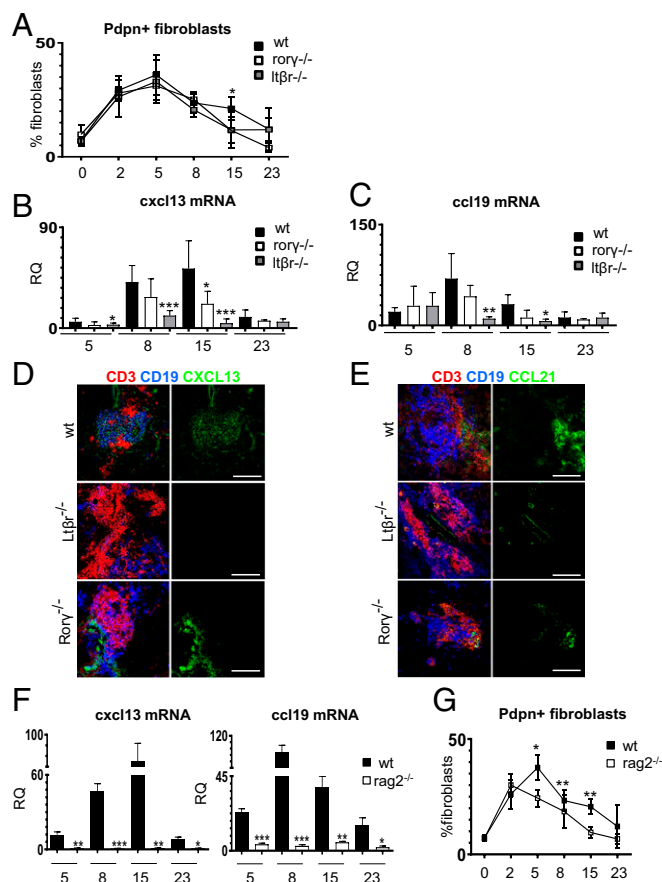 A
Pdpn+ fibroblasts
wt
rorγ-/-
ltβr-/-
% fibroblasts
50
0
*
0 2 5 8 15 23
B
cxcl13 mRNA
wt
rorγ-/-
ltβr-/-
RQ
90
0
* *** * ***
5 8 15 23
C
ccl19 mRNA
wt
rorγ-/-
ltβr-/-
RQ
150
0
** *
5 8 15 23
D
CD3 CD19 CXCL13
wt
Ltβr-/-
Rorγ-/-
E
CD3 CD19 CCL21
wt
Ltβr-/-
Rorγ-/-
F
cxcl13 mRNA
RQ
100
60
0
** *** ** *
5 8 15 23
ccl19 mRNA
wt
rag2-/-
RQ
120
45
0
*** *** ** *
5 8 15 23
G
Pdpn+ fibroblasts
wt
rag2-/-
%fibroblasts
50
0
* ** **
0 2 5 8 15 23